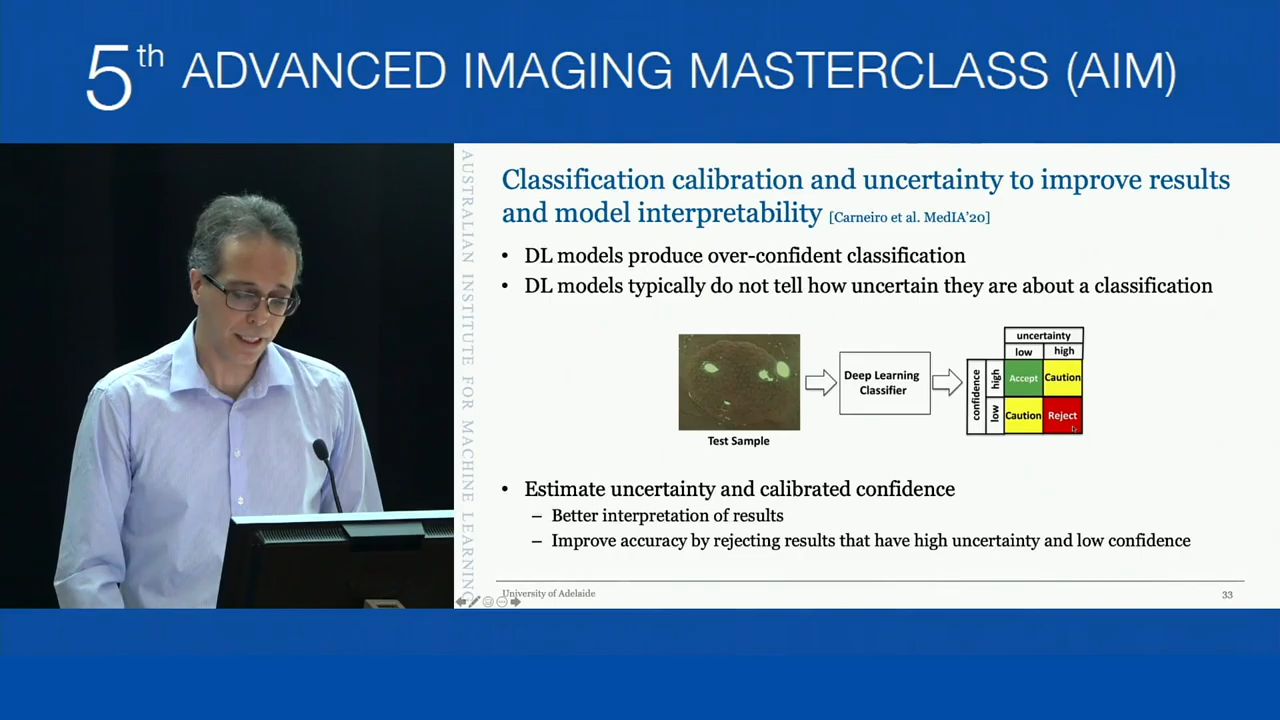 5th ADVANCED IMAGING MASTERCLASS (AIM)
AUSTRALIAN INSTITUTE FOR MACHINE LEARNING
Classification calibration and uncertainty to improve results
and model interpretability [Carneiro et al. MedIA'20]
• DL models produce over-confident classification
• DL models typically do not tell how uncertain they are about a classification
Test Sample
Deep Learning
Classifier
uncertainty
low high
confidence
high Accept Caution
low Caution Reject
• Estimate uncertainty and calibrated confidence
– Better interpretation of results
– Improve accuracy by rejecting results that have high uncertainty and low confidence
University of Adelaide
33